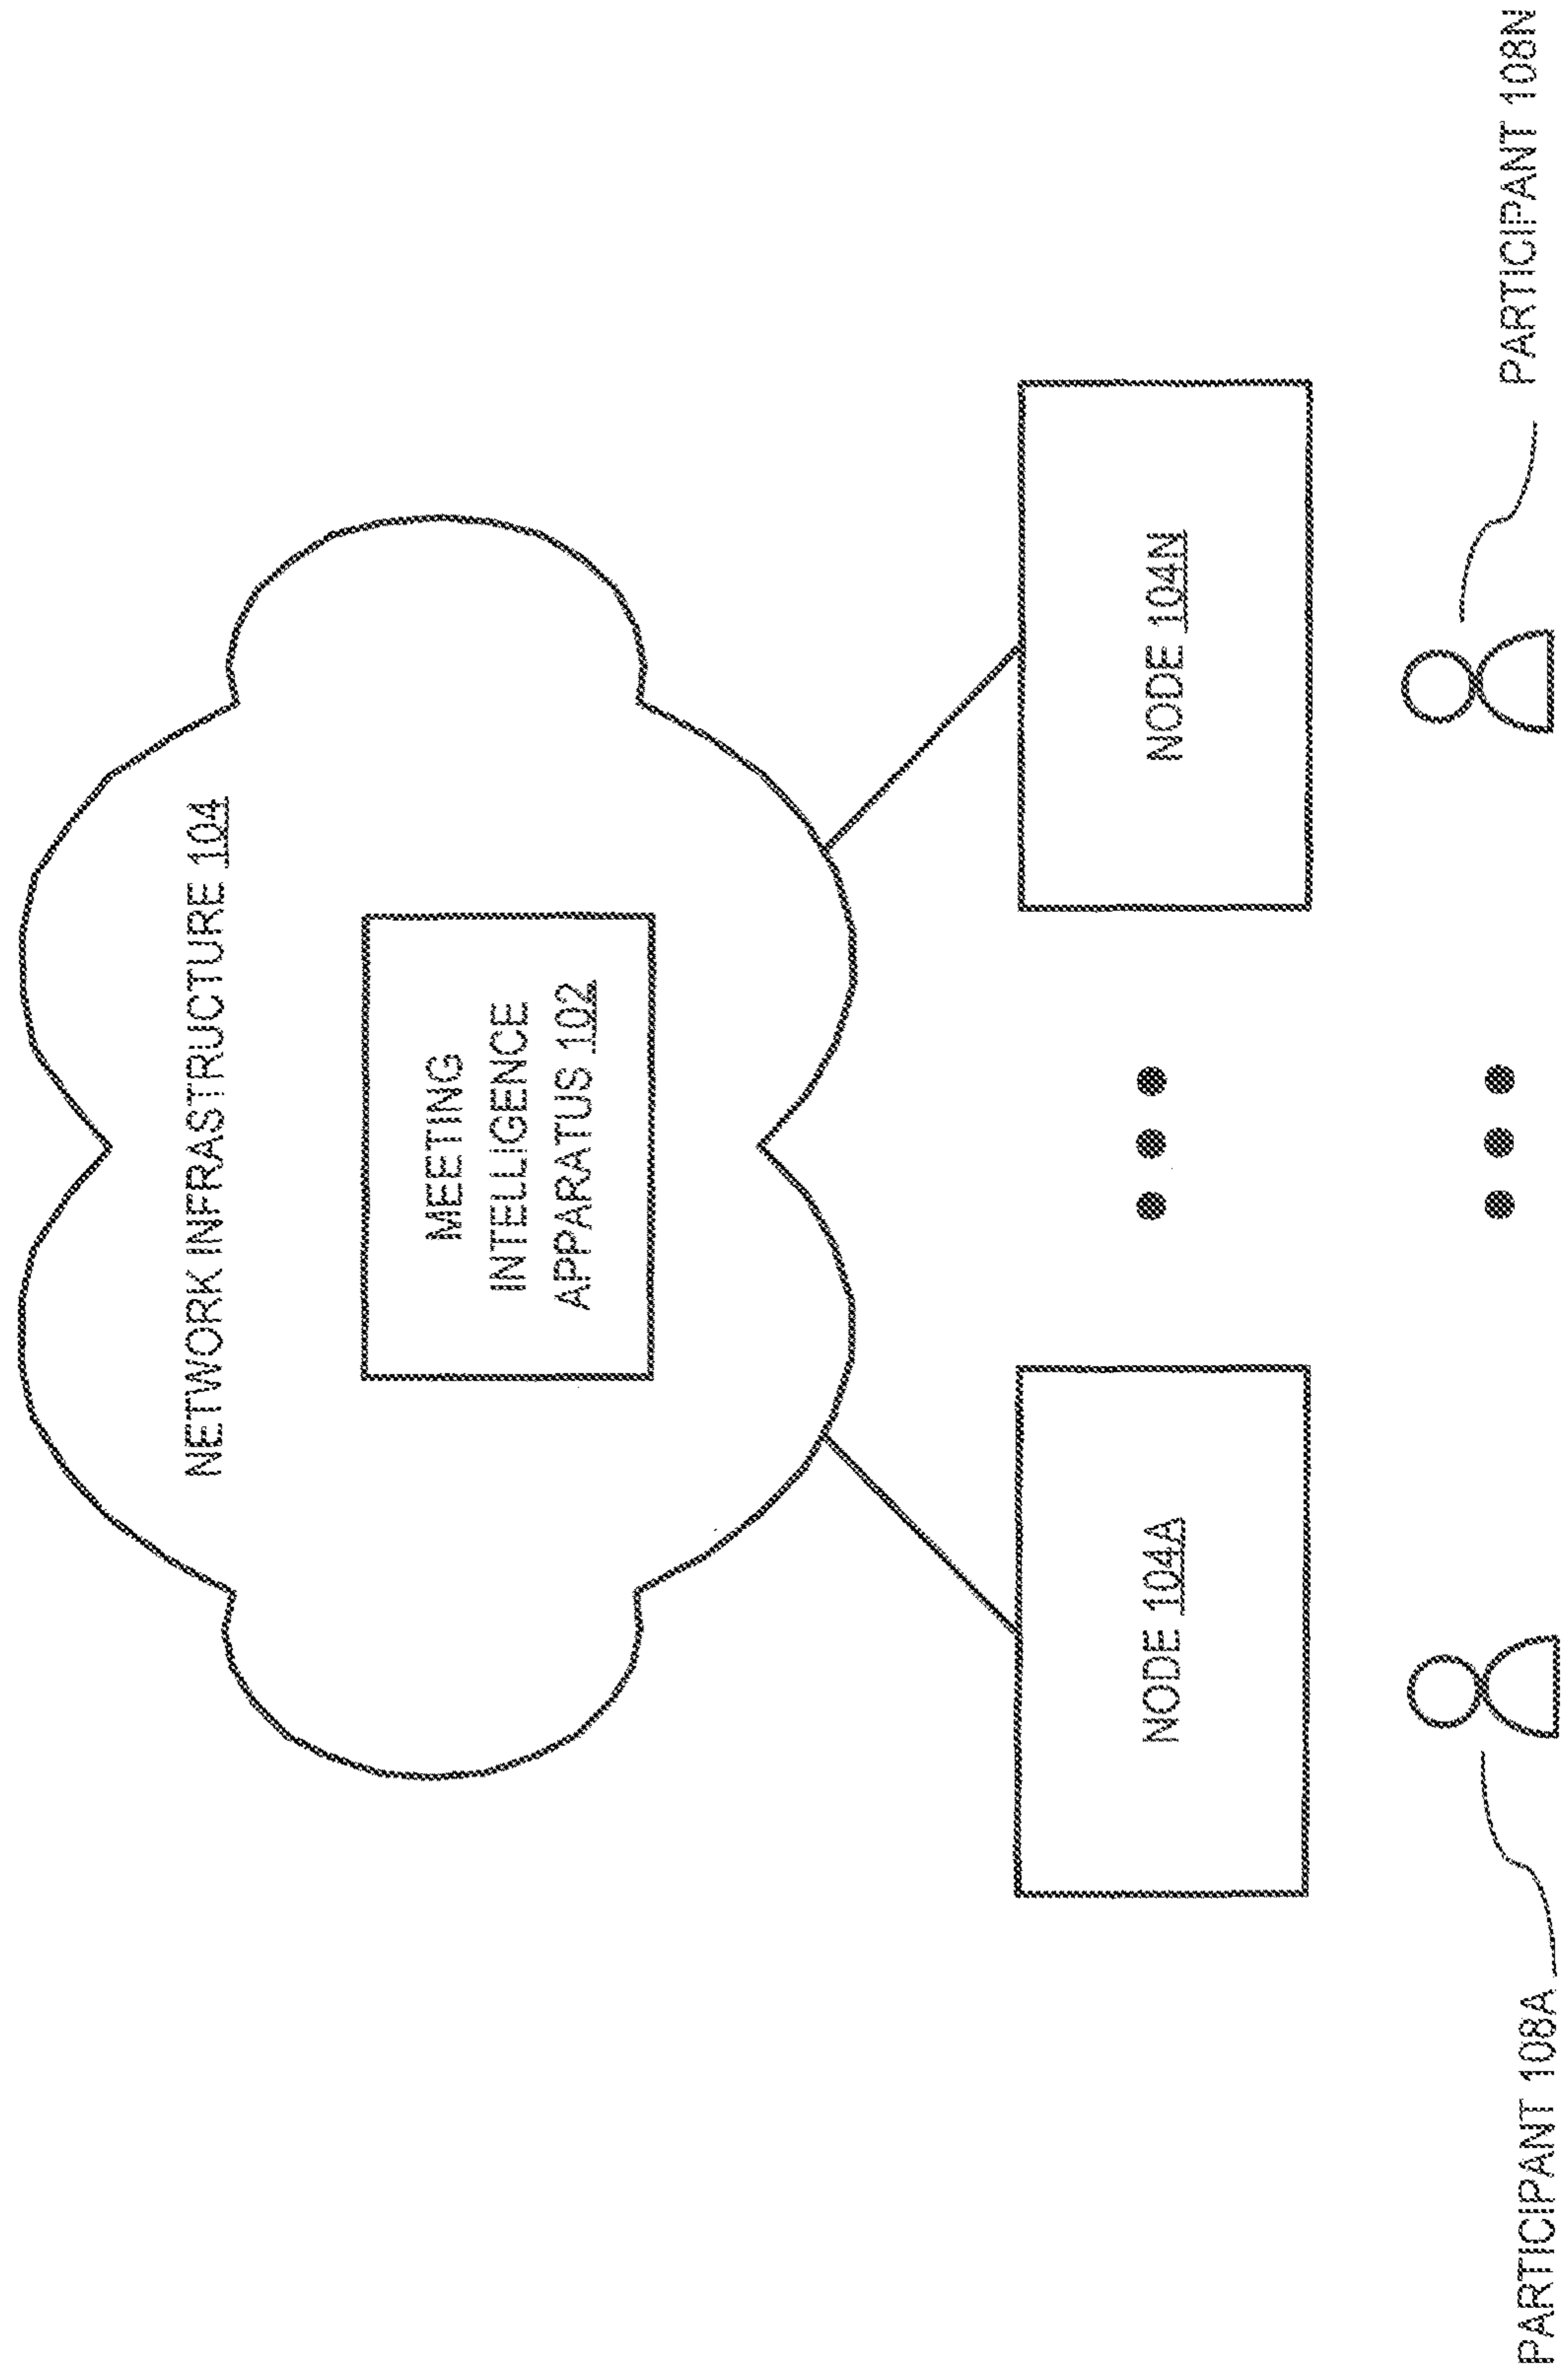 NETWORK INFRASTRUCTURE 104
MEETING
INTELLIGENCE
APPARATUS 102
NODE 104A
NODE 104N
PARTICIPANT 108A
PARTICIPANT 108N